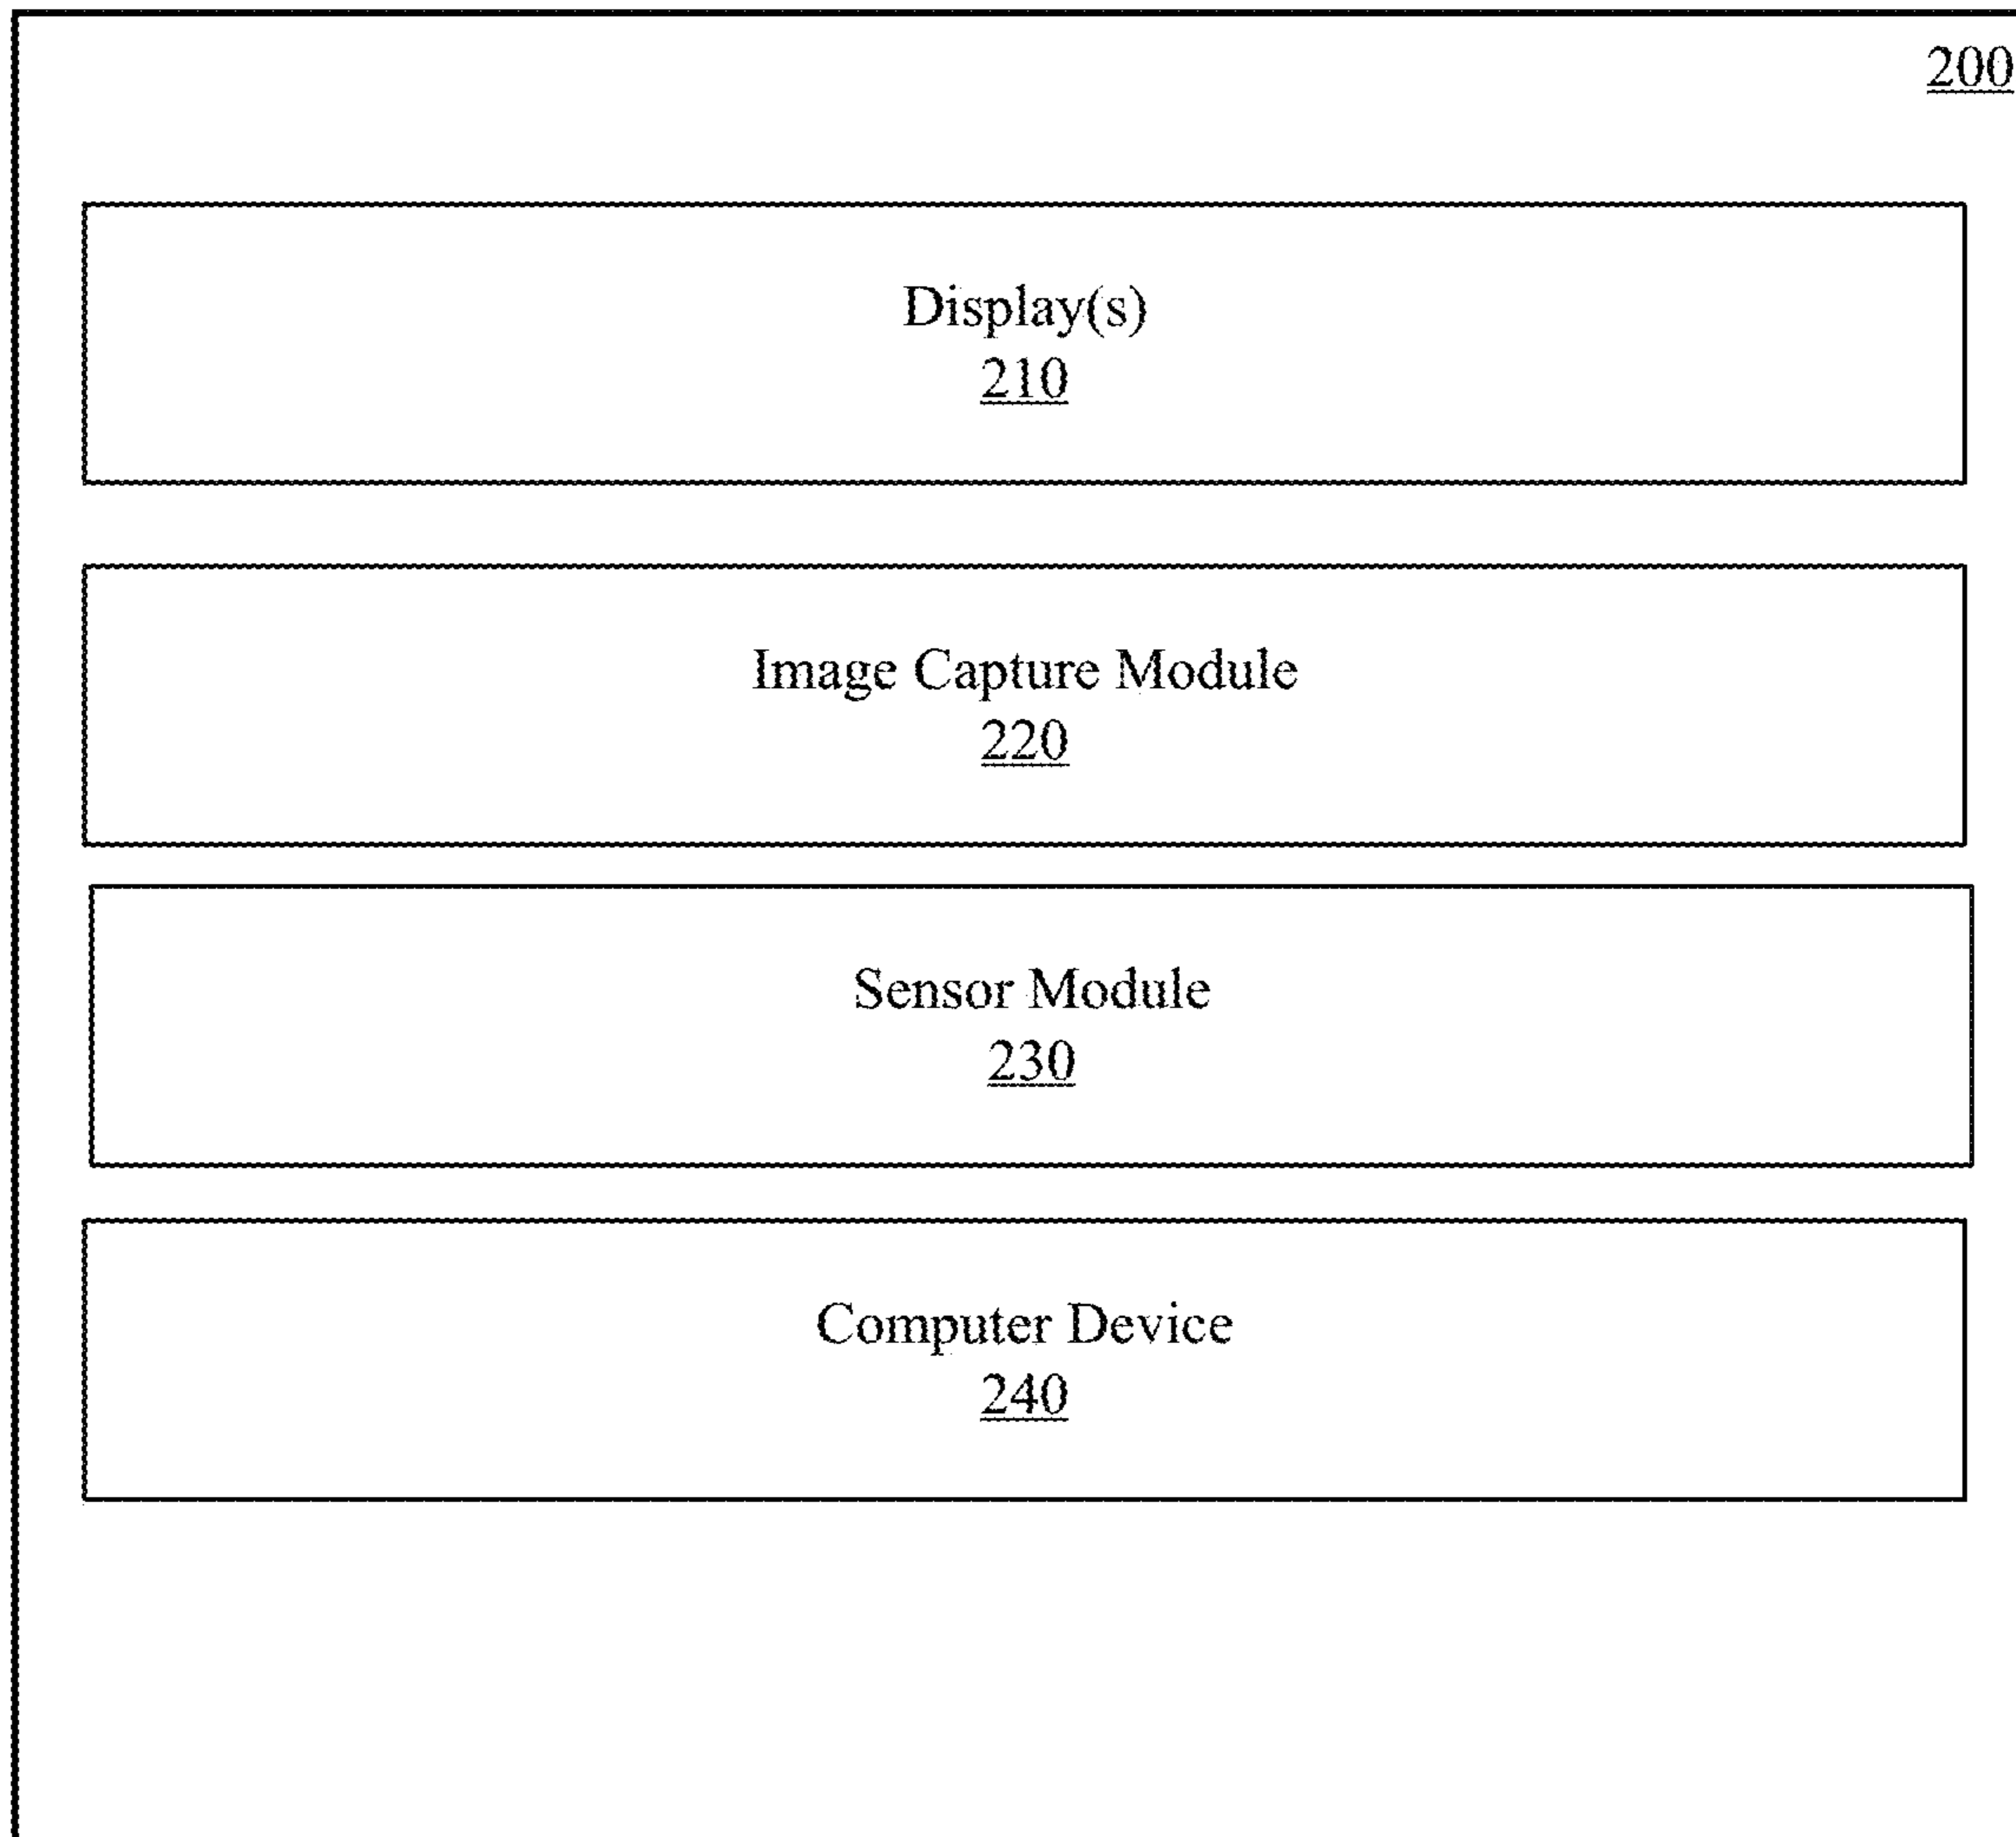 200
Display(s)
210
Image Capture Module
220
Sensor Module
230
Computer Device
240